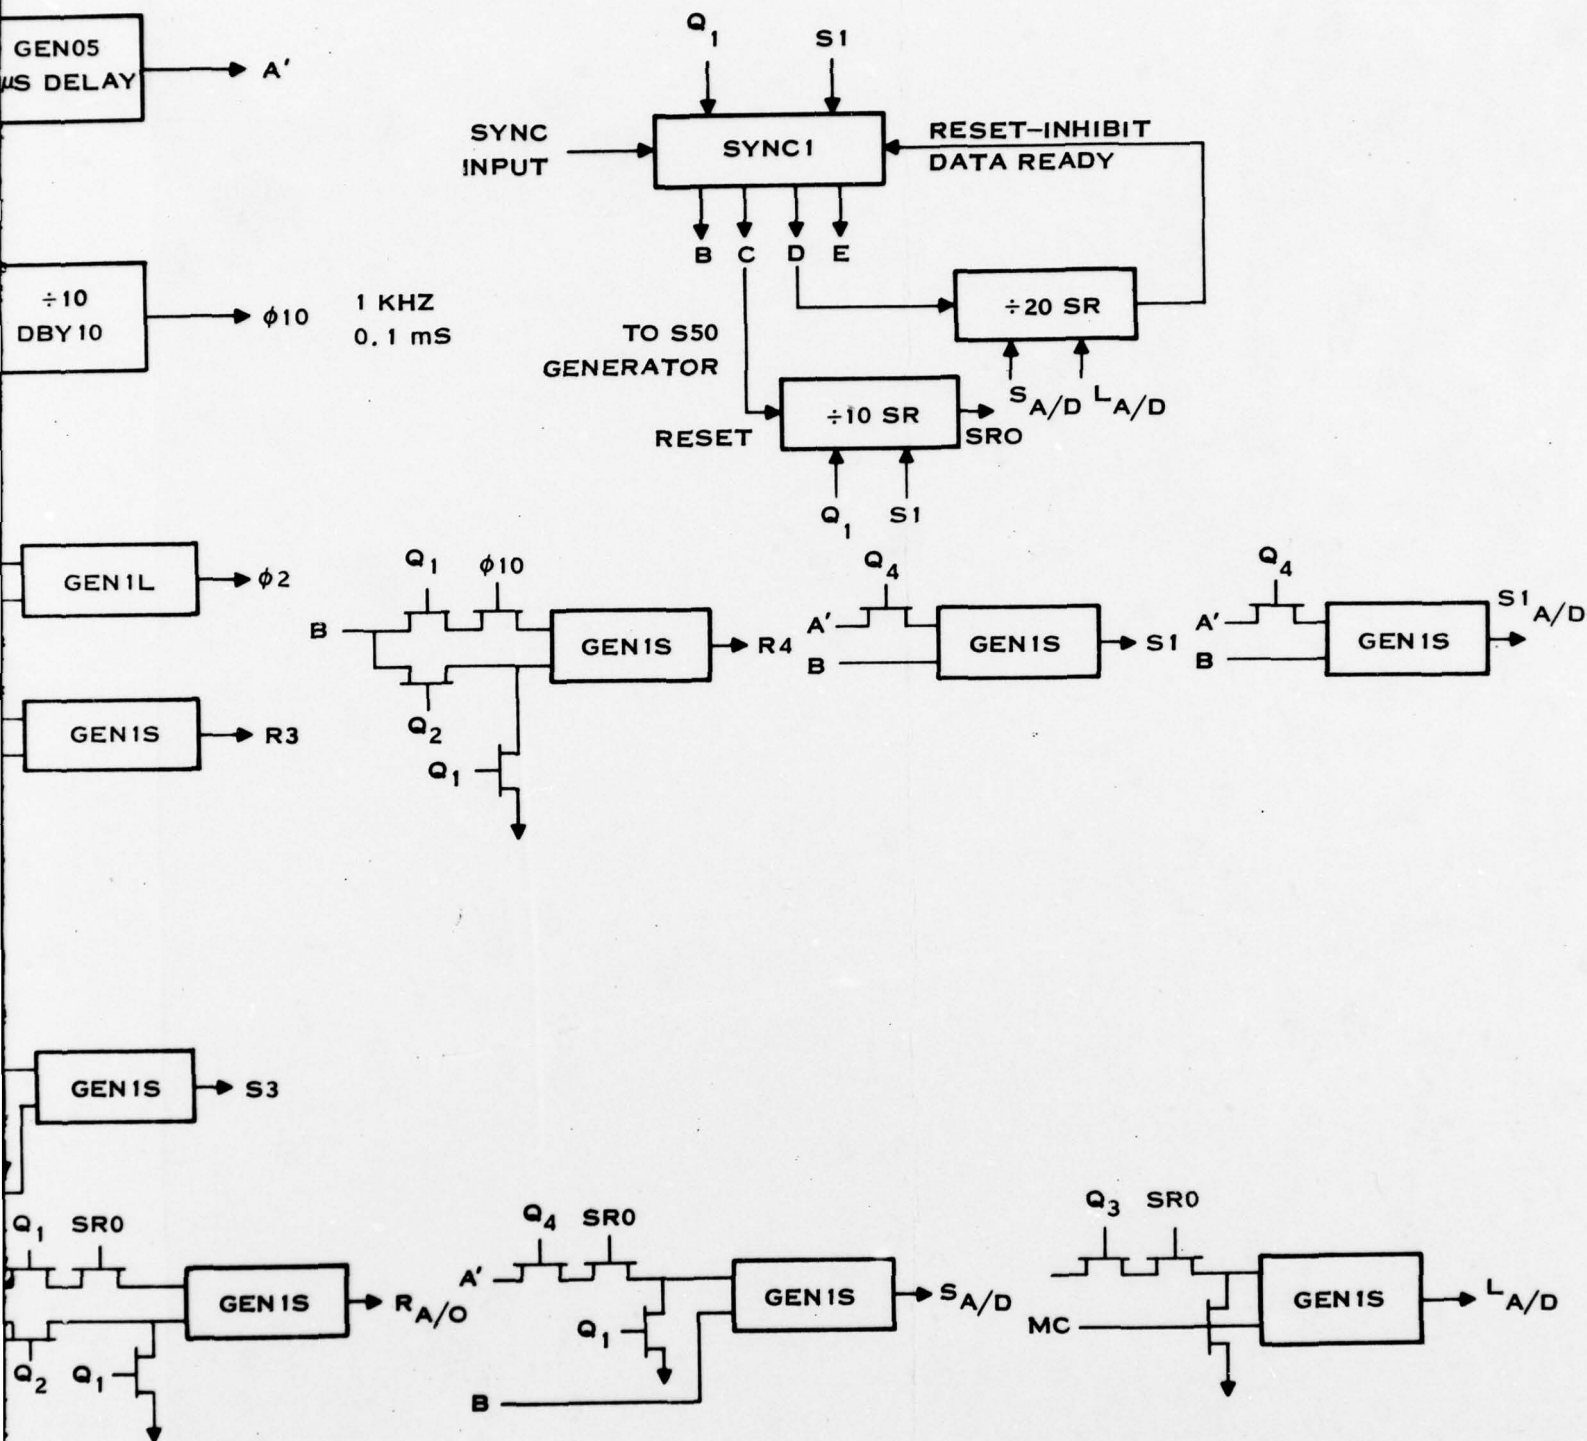 GEN05
µS DELAY
A′
Q1
S1
SYNC
INPUT
SYNC1
RESET–INHIBIT
DATA READY
B C D E
÷10
DBY10
φ10
1 KHZ
0.1 mS
TO S50
GENERATOR
÷20 SR
SA/D LA/D
RESET
÷10 SR
SRO
Q1 S1
GEN1L
φ2
Q1 φ10
B
GEN1S
R4
Q2
Q1
Q4
A′
B
GEN1S
S1
Q4
A′
B
GEN1S
S1A/D
GEN1S
R3
GEN1S
S3
Q1 SR0
GEN1S
RA/O
Q2 Q1
Q4 SR0
A′
Q1
B
GEN1S
SA/D
Q3 SR0
MC
GEN1S
LA/D